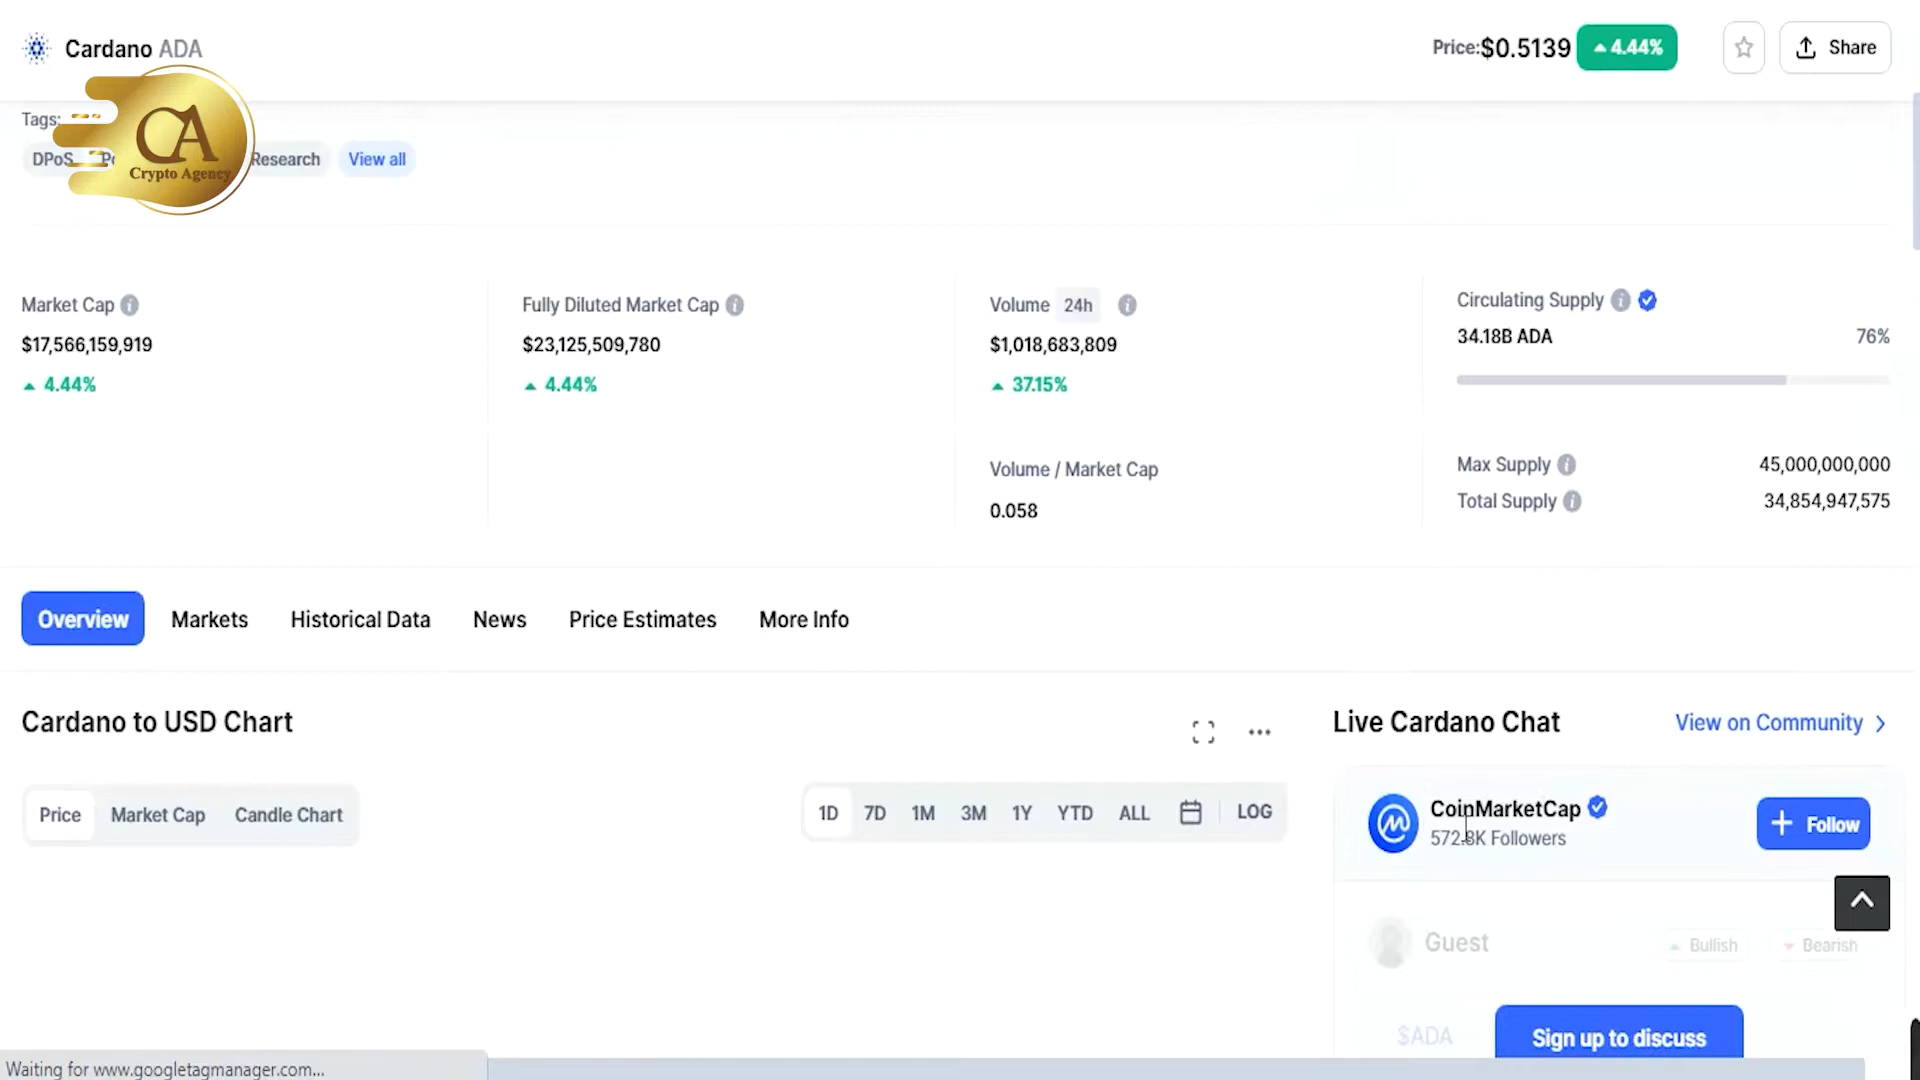 Cardano ADA
Price:$0.5139 4.44% Share
Tags:
DPoS Research View all
CA
Crypto Agency
Market Cap
$17,566,159,919
4.44%
Fully Diluted Market Cap
$23,125,509,780
4.44%
Volume 24h
$1,018,683,809
37.15%
Volume / Market Cap
0.058
Circulating Supply
34.18B ADA 76%
Max Supply 45,000,000,000
Total Supply 34,854,947,575
Overview Markets Historical Data News Price Estimates More Info
Cardano to USD Chart
Price Market Cap Candle Chart
1D 7D 1M 3M 1Y YTD ALL LOG
Live Cardano Chat View on Community
CoinMarketCap
572.8K Followers
Follow
Guest Bullish Bearish
$ADA
Sign up to discuss
Waiting for www.googletagmanager.com...